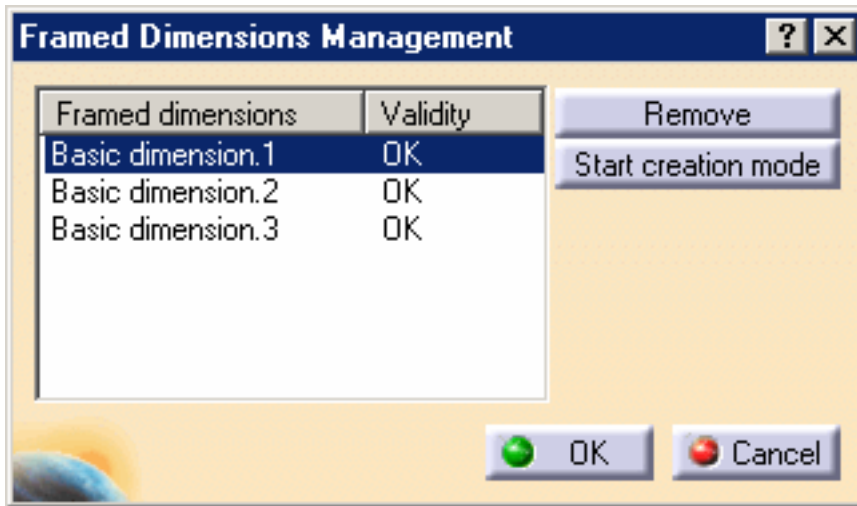 Framed Dimensions Management
Framed dimensions Validity
Basic dimension.1 OK
Basic dimension.2 OK
Basic dimension.3 OK
Remove
Start creation mode
OK Cancel